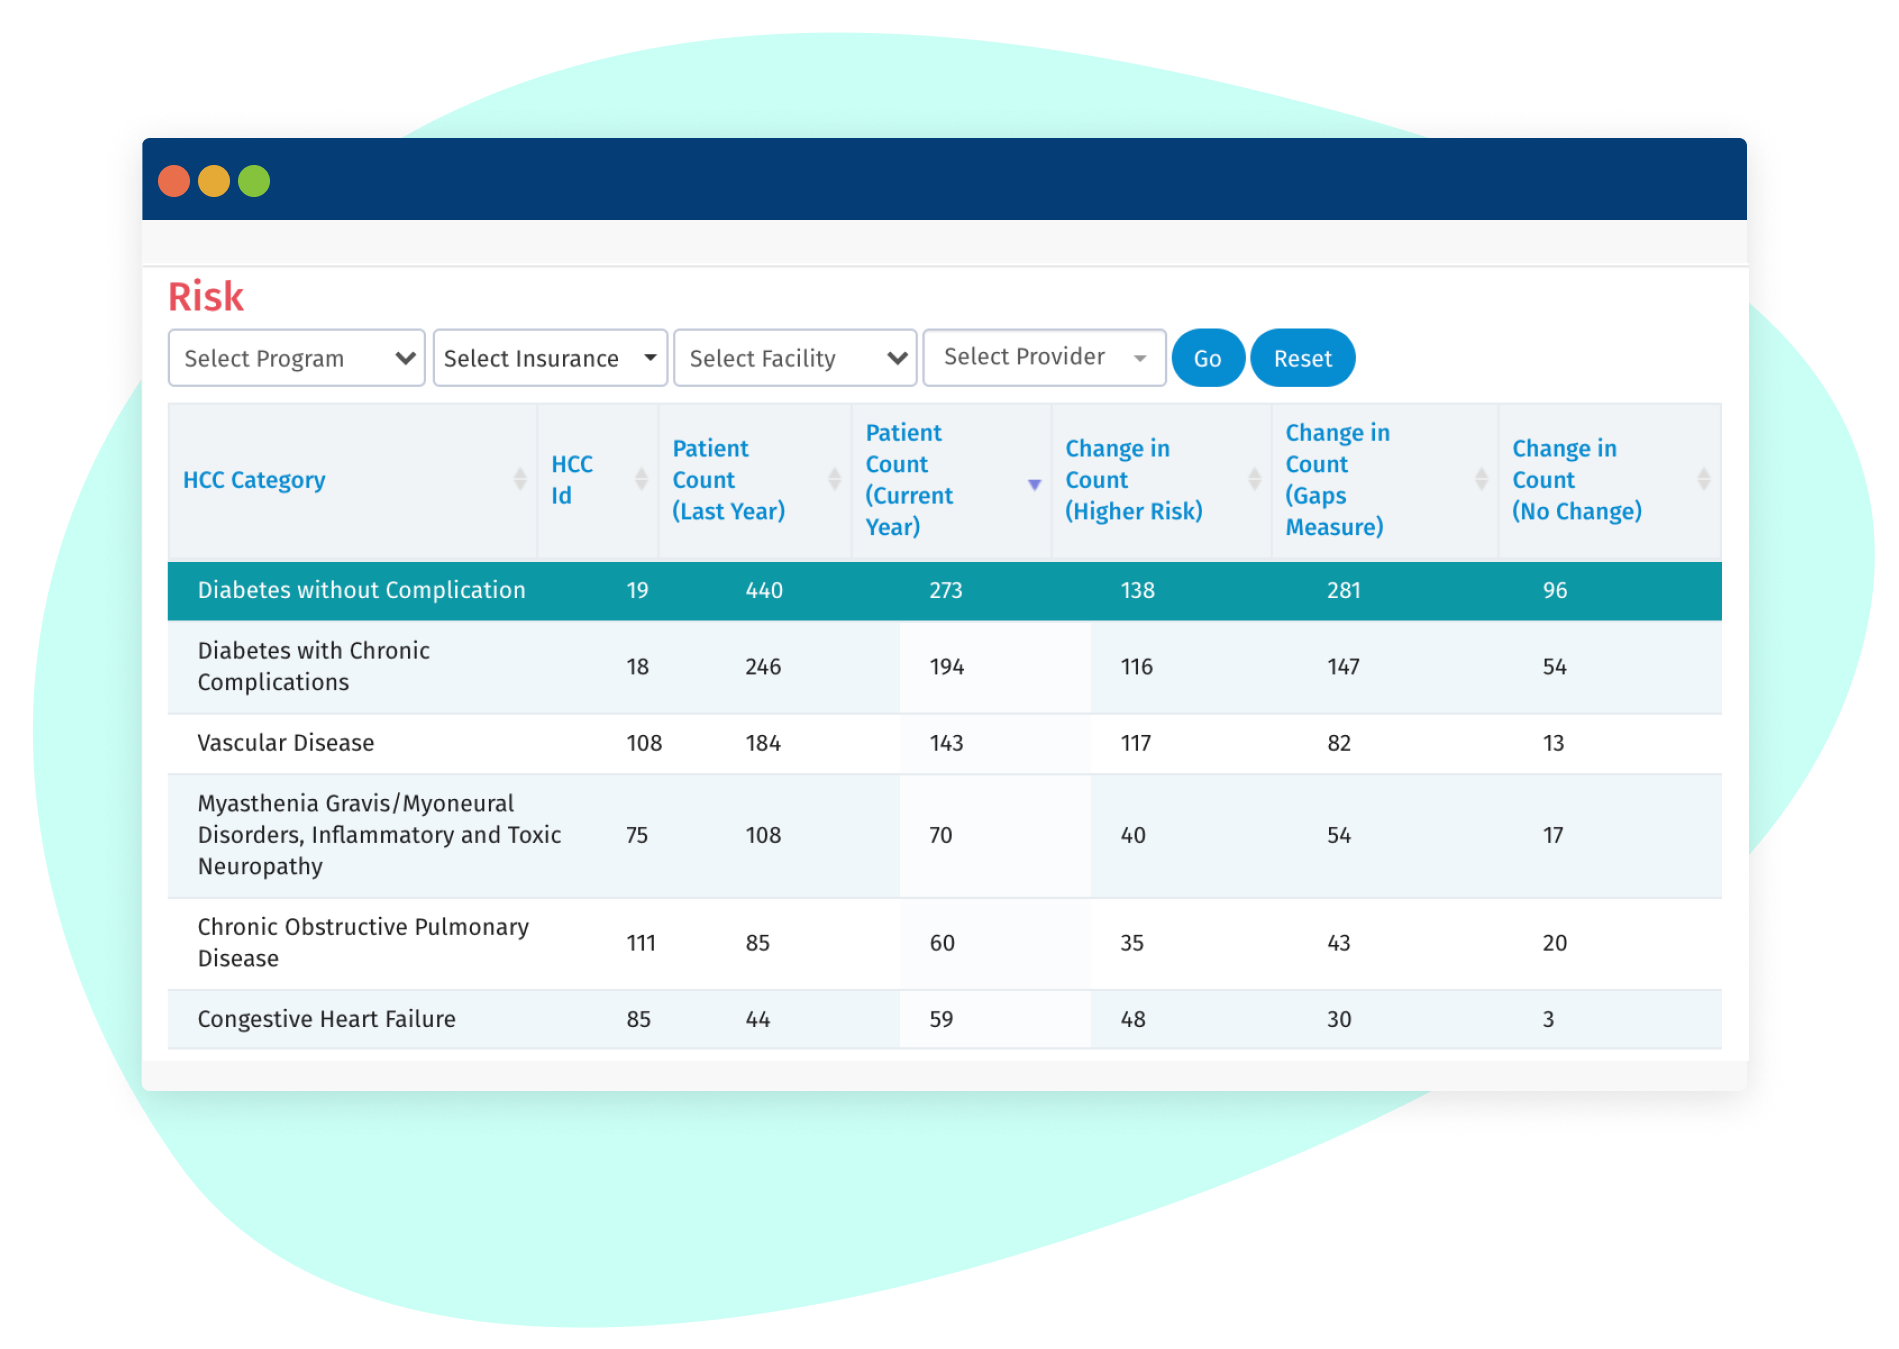 Risk
Select Program Select Insurance Select Facility Select Provider Go Reset
HCC Category
HCC
Id
Patient
Count
(Last Year)
Patient
Count
(Current
Year)
Change in
Count
(Higher Risk)
Change in
Count
(Gaps
Measure)
Change in
Count
(No Change)
Diabetes without Complication 19 440 273 138 281 96
Diabetes with Chronic
Complications 18 246 194 116 147 54
Vascular Disease 108 184 143 117 82 13
Myasthenia Gravis/Myoneural
Disorders, Inflammatory and Toxic
Neuropathy 75 108 70 40 54 17
Chronic Obstructive Pulmonary
Disease 111 85 60 35 43 20
Congestive Heart Failure 85 44 59 48 30 3